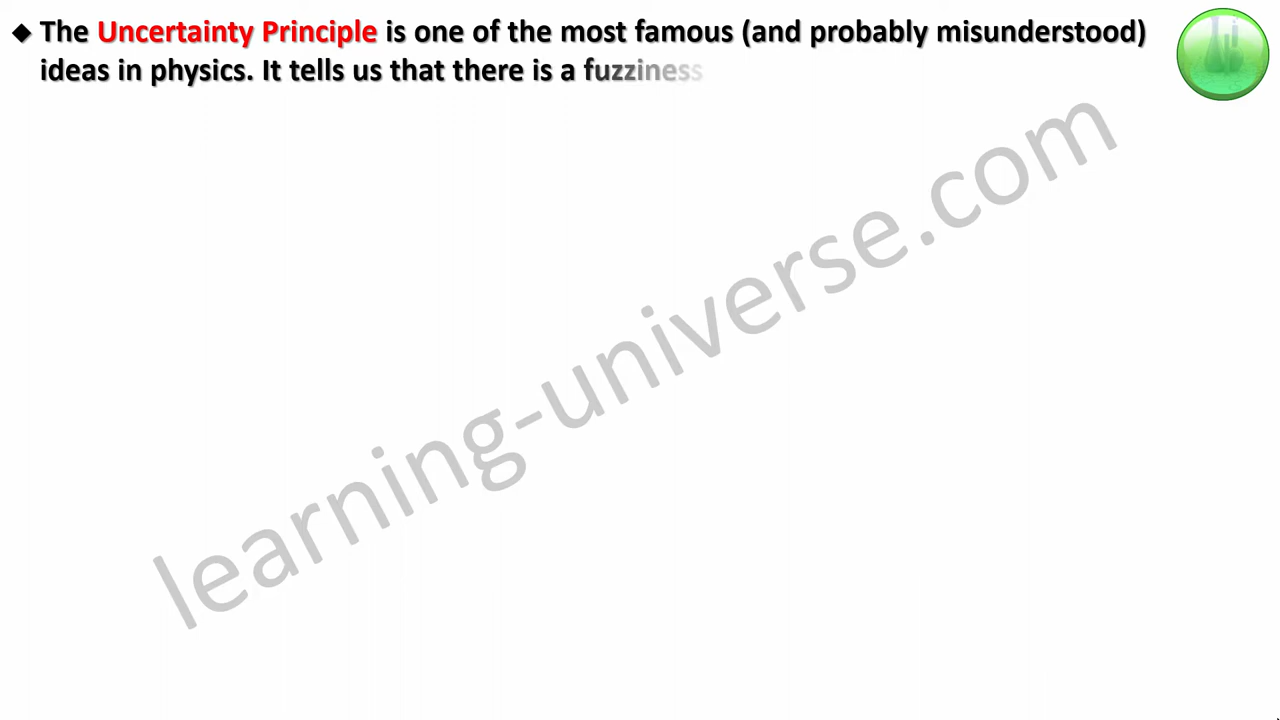 ◆ The Uncertainty Principle is one of the most famous (and probably misunderstood)
ideas in physics. It tells us that there is a fuzziness
learning-universe.com